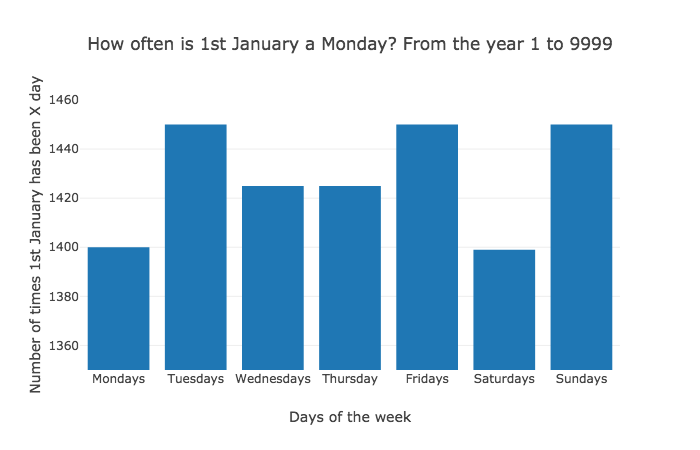 How often is 1st January a Monday? From the year 1 to 9999
Number of times 1st January has been X day
1460
1440
1420
1400
1380
1360
Mondays Tuesdays Wednesdays Thursday Fridays Saturdays Sundays
Days of the week